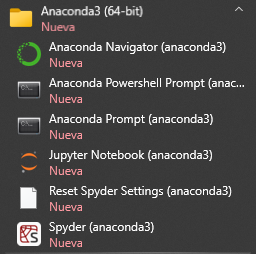 Anaconda3 (64-bit)
Nueva
Anaconda Navigator (anaconda3)
Nueva
Anaconda Powershell Prompt (anac...
Nueva
Anaconda Prompt (anaconda3)
Nueva
Jupyter Notebook (anaconda3)
Nueva
Reset Spyder Settings (anaconda3)
Nueva
Spyder (anaconda3)
Nueva